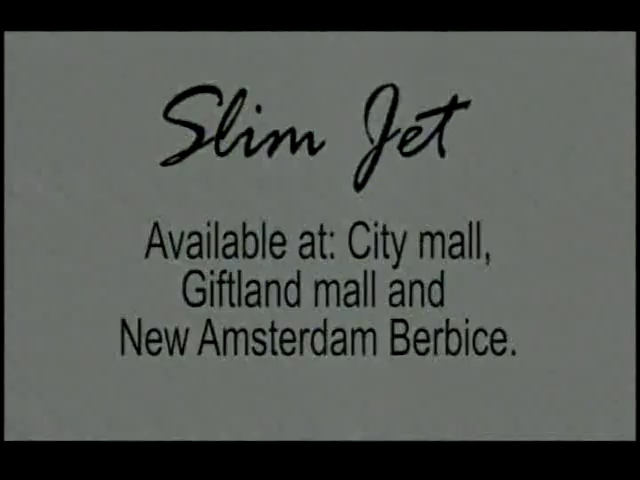 Slim Jet
Available at: City mall,
Giftland mall and
New Amsterdam Berbice.